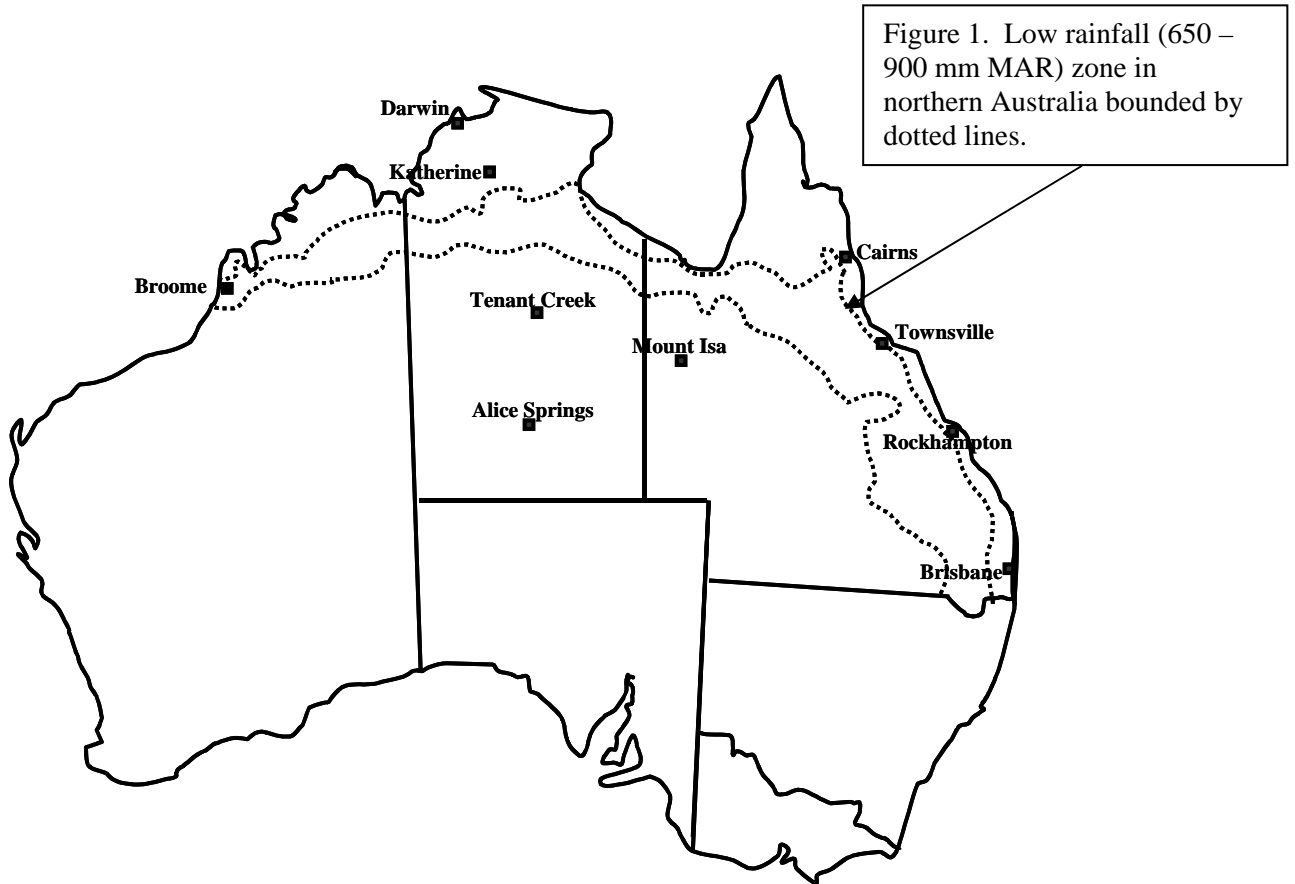 Figure 1.  Low rainfall (650 –
900 mm MAR) zone in
northern Australia bounded by
dotted lines.
Darwin
Katherine
Cairns
Broome
Tenant Creek
Townsville
Mount Isa
Alice Springs
Rockhampton
Brisbane